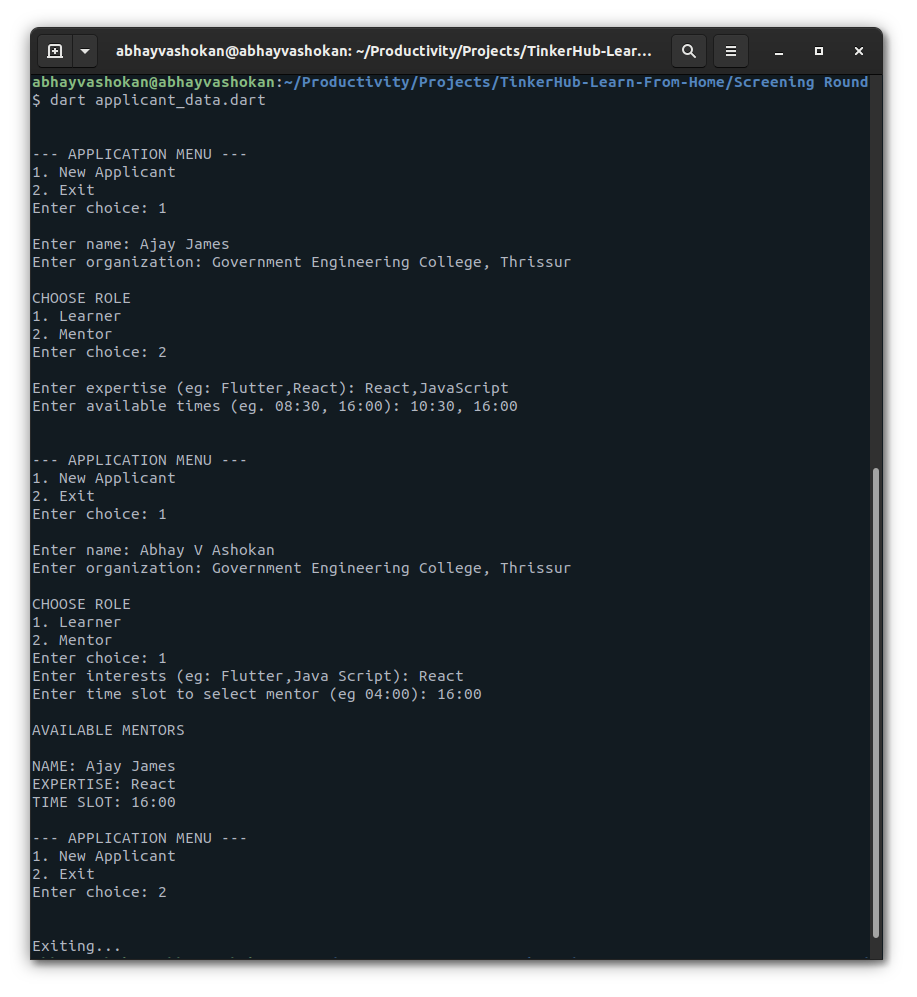 abhayvashokan@abhayvashokan: ~/Productivity/Projects/TinkerHub-Lear...
abhayvashokan@abhayvashokan:~/Productivity/Projects/TinkerHub-Learn-From-Home/Screening Round
$ dart applicant_data.dart
--- APPLICATION MENU ---
1. New Applicant
2. Exit
Enter choice: 1
Enter name: Ajay James
Enter organization: Government Engineering College, Thrissur
CHOOSE ROLE
1. Learner
2. Mentor
Enter choice: 2
Enter expertise (eg: Flutter,React): React,JavaScript
Enter available times (eg. 08:30, 16:00): 10:30, 16:00
--- APPLICATION MENU ---
1. New Applicant
2. Exit
Enter choice: 1
Enter name: Abhay V Ashokan
Enter organization: Government Engineering College, Thrissur
CHOOSE ROLE
1. Learner
2. Mentor
Enter choice: 1
Enter interests (eg: Flutter,Java Script): React
Enter time slot to select mentor (eg 04:00): 16:00
AVAILABLE MENTORS
NAME: Ajay James
EXPERTISE: React
TIME SLOT: 16:00
--- APPLICATION MENU ---
1. New Applicant
2. Exit
Enter choice: 2
Exiting...